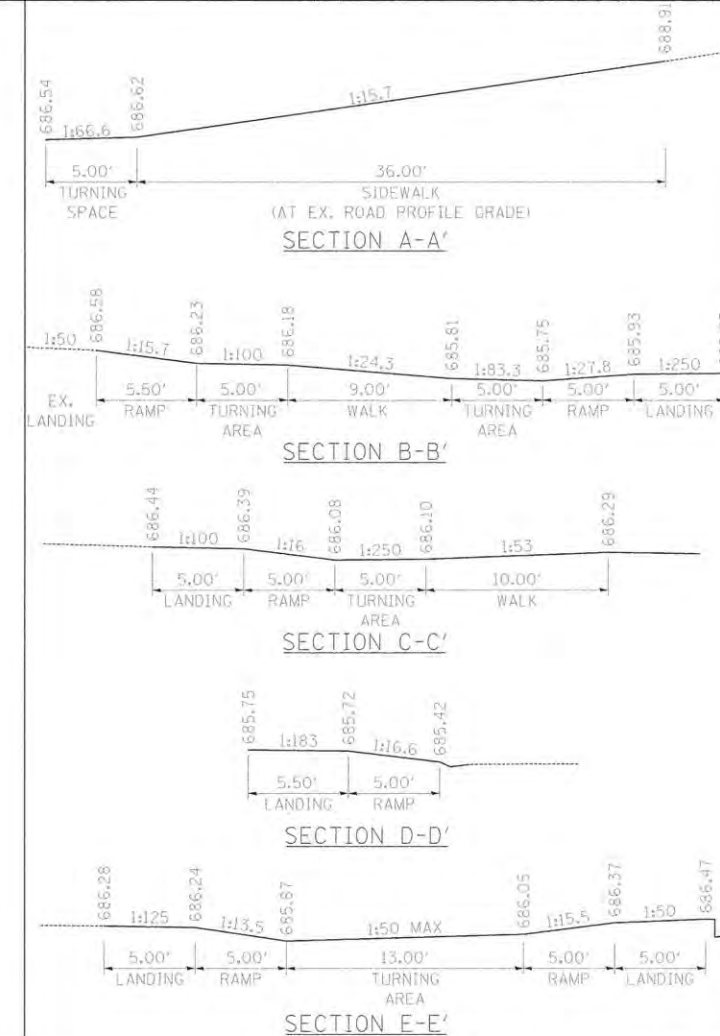 686.54 686.62 688.91
1:66.6 1:15.7
5.00' 36.00'
TURNING SIDEWALK
SPACE (AT EX. ROAD PROFILE GRADE)
SECTION A-A'
686.58 686.23 686.18 685.81 685.75 685.93
1:50 1:15.7 1:100 1:24.3 1:83.3 1:27.8 1:250
5.50' 5.00' 9.00' 5.00' 5.00' 5.00'
EX. RAMP TURNING WALK TURNING RAMP LANDING
LANDING AREA AREA
SECTION B-B'
686.44 686.39 686.08 686.10 686.29
1:100 1:16 1:250 1:53
5.00' 5.00' 5.00' 10.00'
LANDING RAMP TURNING WALK
AREA
SECTION C-C'
685.75 685.72 685.42
1:183 1:16.6
5.50' 5.00'
LANDING RAMP
SECTION D-D'
686.28 686.24 685.87 686.05 686.37 686.47
1:125 1:13.5 1:50 MAX 1:15.5 1:50
5.00' 5.00' 13.00' 5.00' 5.00'
LANDING RAMP TURNING RAMP LANDING
AREA
SECTION E-E'